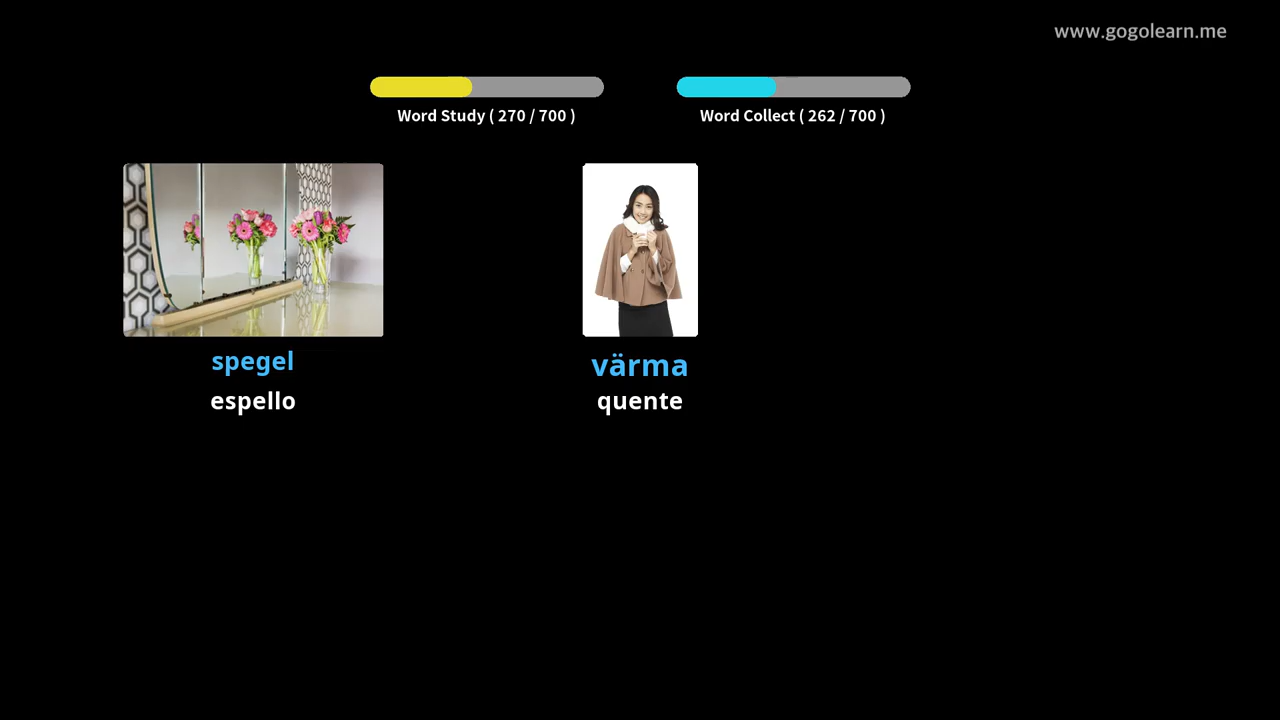 www.gogolearn.me
Word Study ( 270 / 700 )
Word Collect ( 262 / 700 )
spegel
espello
värma
quente